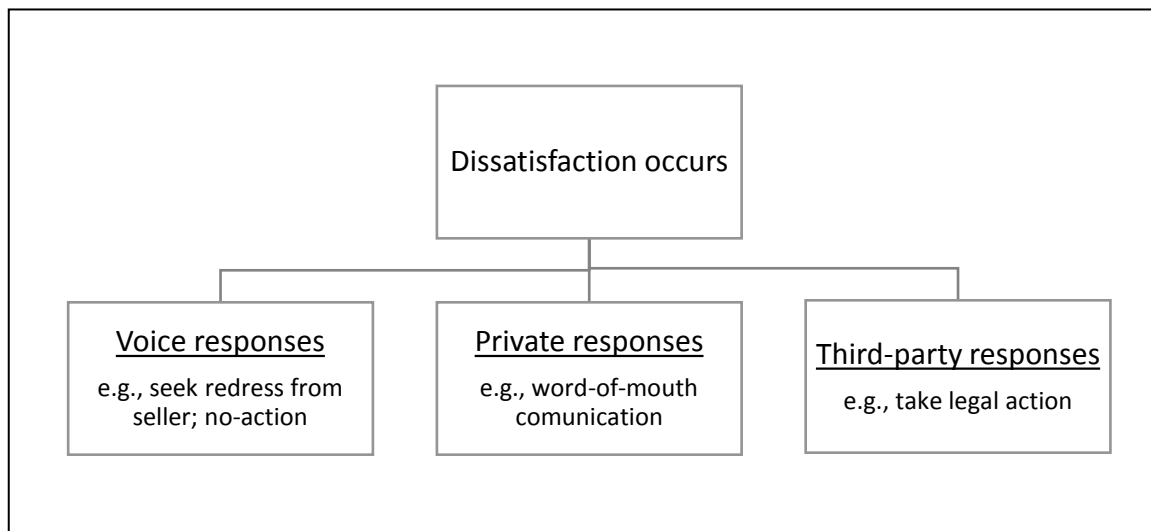 Dissatisfaction occurs
Voice responses
e.g., seek redress from
seller; no-action
Private responses
e.g., word-of-mouth
comunication
Third-party responses
e.g., take legal action